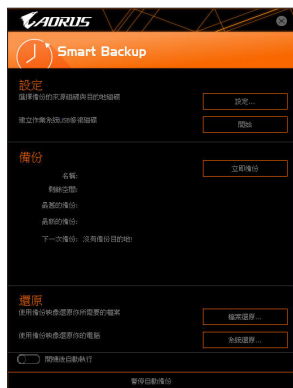 AORUS
Smart Backup
設定
選擇備份的來源磁碟與目的地磁碟
設定...
建立作業系統USB修復磁碟
開始
備份
立即備份
名稱:
剩餘空間:
最舊的備份:
最新的備份:
下一次備份: 沒有備份目的地!
還原
使用備份映像還原你所需要的檔案
檔案還原...
使用備份映像還原你的電腦
系統還原...
開機後自動執行
暫停自動備份